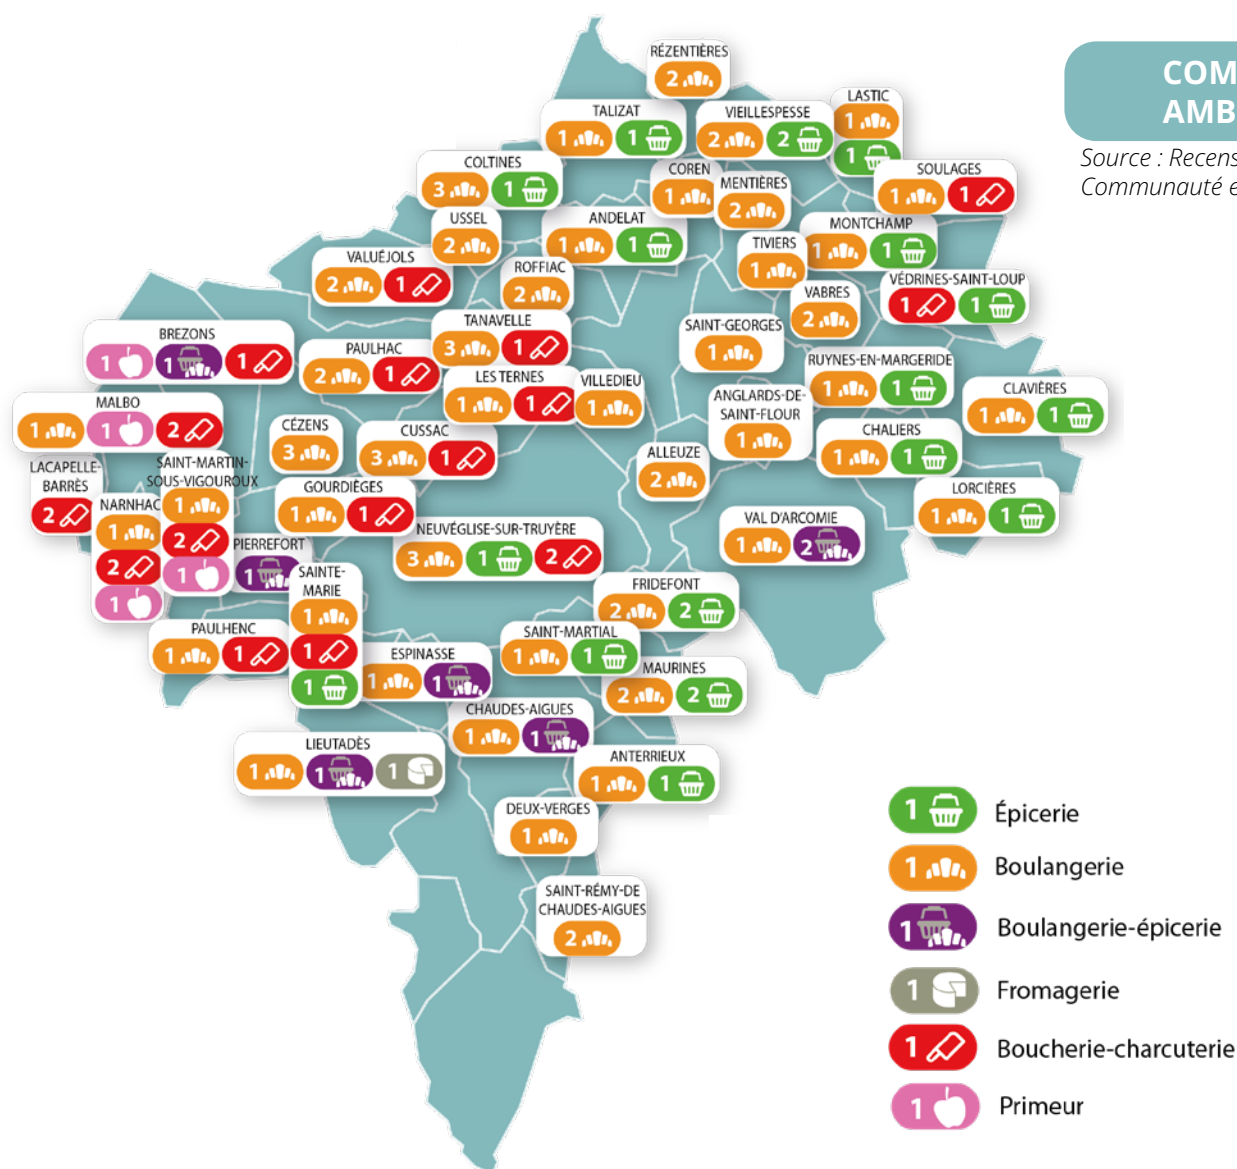 COM
AMB
Source : Recens
Communauté e
RÉZENTIÈRES
2
LASTIC
1
1
TALIZAT
1 1
VIEILLESPESSE
2 2
COLTINES
3 1
COREN
1
MENTIÈRES
2
SOULAGES
1 1
USSEL
2
ANDELAT
1 1
MONTCHAMP
1 1
TIVIERS
1
VALUÉJOLS
2 1
ROFFIAC
2
VÉDRINES-SAINT-LOUP
1 1
VABRES
2
BREZONS
1 1 1
PAULHAC
2 1
TANAVELLE
3 1
SAINT-GEORGES
1
RUYNES-EN-MARGERIDE
1 1
LES TERNES
1 1
VILLEDIEU
1
CLAVIÈRES
1 1
MALBO
1 1 2
CÉZENS
3
CUSSAC
3 1
ANGLARDS-DE-
SAINT-FLOUR
1
CHALIERS
1 1
ALLEUZE
2
LACAPELLE-
BARRÈS
2
SAINT-MARTIN-
SOUS-VIGOUROUX
1
2
1
NARNHAC
1
2
1
GOURDIÈGES
1 1
LORCIÈRES
1 1
VAL D'ARCOMIE
1 2
NEUVÉGLISE-SUR-TRUYÈRE
3 1 2
PIERREFORT
1
SAINTE-
MARIE
1
1
1
FRIDEFONT
2 2
PAULHENC
1 1
SAINT-MARTIAL
1 1
ESPINASSE
1 1
MAURINES
2 2
CHAUDES-AIGUES
1 1
LIEUTADÈS
1 1 1
ANTERRIEUX
1 1
DEUX-VERGES
1
SAINT-RÉMY-DE
CHAUDES-AIGUES
2
1 Épicerie
1 Boulangerie
1 Boulangerie-épicerie
1 Fromagerie
1 Boucherie-charcuterie
1 Primeur